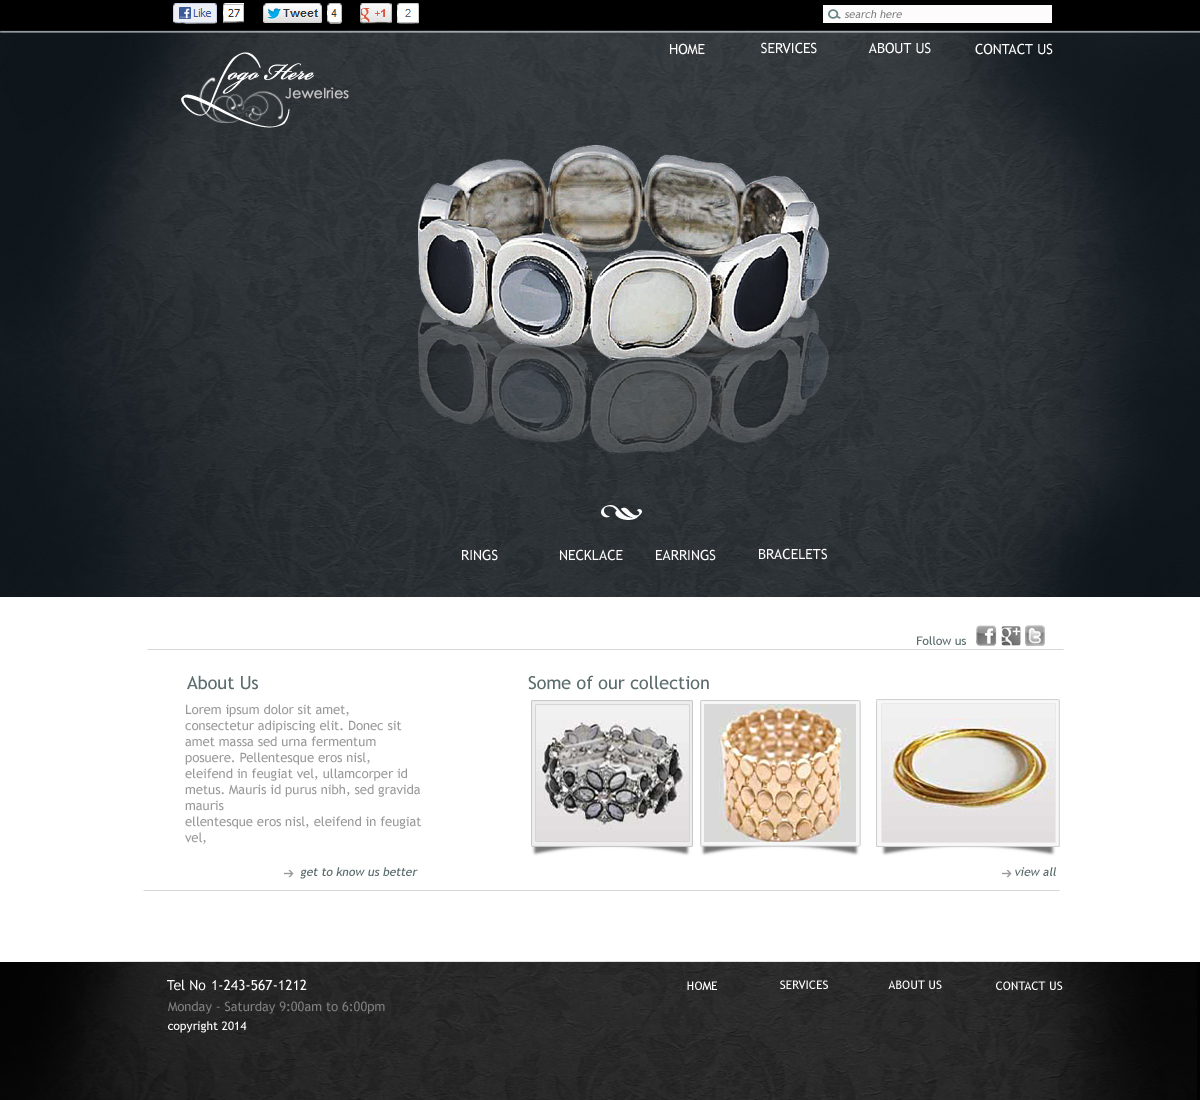 Like 27 Tweet 4 +1 2 search here
HOME SERVICES ABOUT US CONTACT US
Logo Here
Jewelries
RINGS NECKLACE EARRINGS BRACELETS
Follow us
About Us
Lorem ipsum dolor sit amet,
consectetur adipiscing elit. Donec sit
amet massa sed urna fermentum
posuere. Pellentesque eros nisl,
eleifend in feugiat vel, ullamcorper id
metus. Mauris id purus nibh, sed gravida
mauris
ellentesque eros nisl, eleifend in feugiat
vel,
get to know us better
Some of our collection
view all
Tel No 1-243-567-1212
Monday - Saturday 9:00am to 6:00pm
copyright 2014
HOME SERVICES ABOUT US CONTACT US